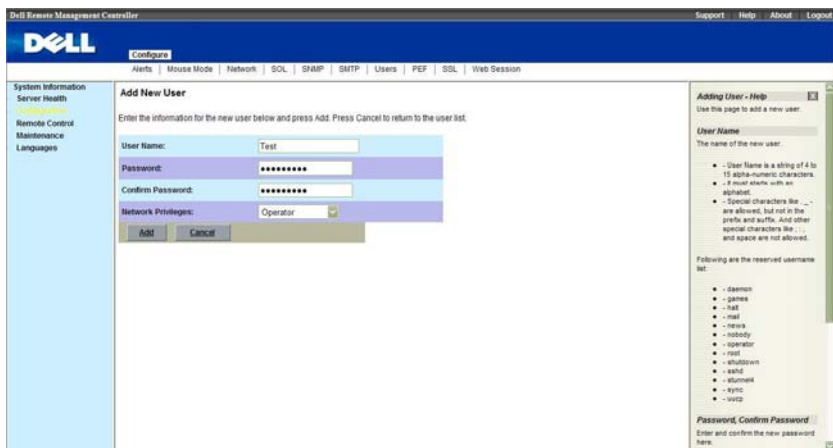 Dell Remote Management Controller
Support Help About Logout
DELL
Configure
Alerts | Mouse Mode | Network | SOL | SNMP | SMTP | Users | PEF | SSL | Web Session
System Information
Server Health
Configuration
Remote Control
Maintenance
Languages
Add New User
Enter the information for the new user below and press Add. Press Cancel to return to the user list.
User Name: Test
Password: •••••••••
Confirm Password: •••••••••
Network Privileges: Operator
Add Cancel
Adding User - Help X
Use this page to add a new user.
User Name
The name of the new user.
- User Name is a string of 4 to
15 alpha-numeric characters.
- It must starts with an
alphabet.
- Special characters like . _ -
are allowed, but not in the
prefix and suffix. And other
special characters like ; : ,
and space are not allowed.
Following are the reserved username
list:
- daemon
- games
- halt
- mail
- news
- nobody
- operator
- root
- shutdown
- sshd
- stunnel4
- sync
- uucp
Password, Confirm Password
Enter and confirm the new password
here.